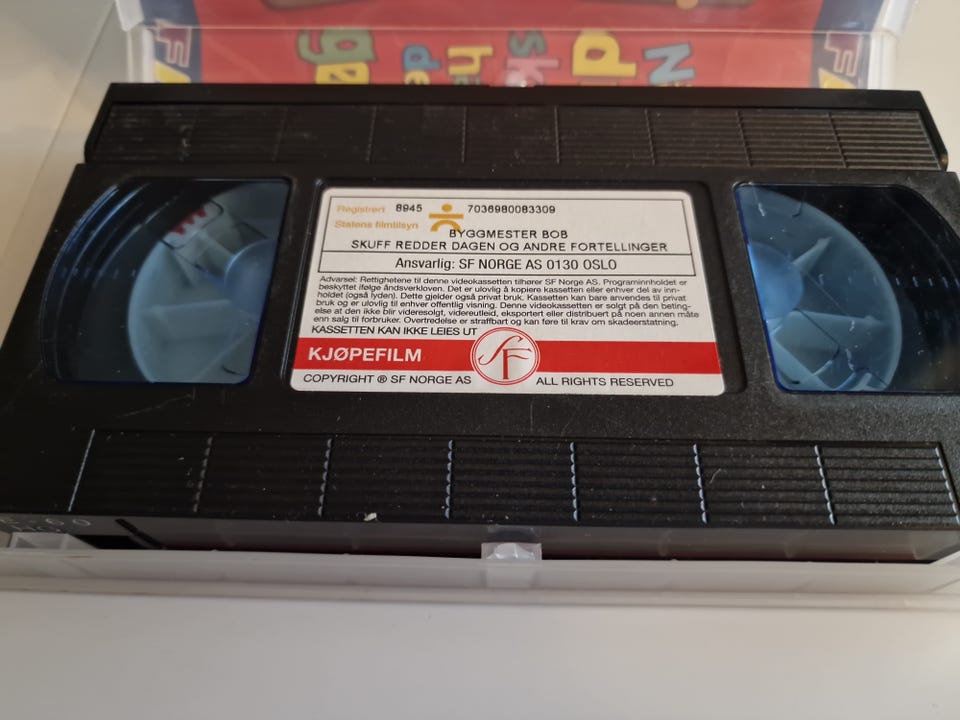 Registrert 8945 7036980083309
Statens filmtilsyn
BYGGMESTER BOB
SKUFF REDDER DAGEN OG ANDRE FORTELLINGER
Ansvarlig: SF NORGE AS 0130 OSLO
Advarsel: Rettighetene til denne videokassetten tilhører SF Norge AS. Programinnholdet er
beskyttet ifølge åndsverkloven. Det er ulovlig å kopiere kassetten eller enhver del av inn-
holdet (også lyden). Dette gjelder også privat bruk. Kassetten kan bare anvendes til privat
bruk og er ulovlig til enhver offentlig visning. Denne videokassetten er solgt på den beting-
else at den ikke blir videresolgt, videreutleid, eksportert eller distribuert på noen annen måte
enn salg til forbruker. Overtredelse er straffbart og kan føre til krav om skadeerstatning.
KASSETTEN KAN IKKE LEIES UT
KJØPEFILM
SF
COPYRIGHT ® SF NORGE AS ALL RIGHTS RESERVED